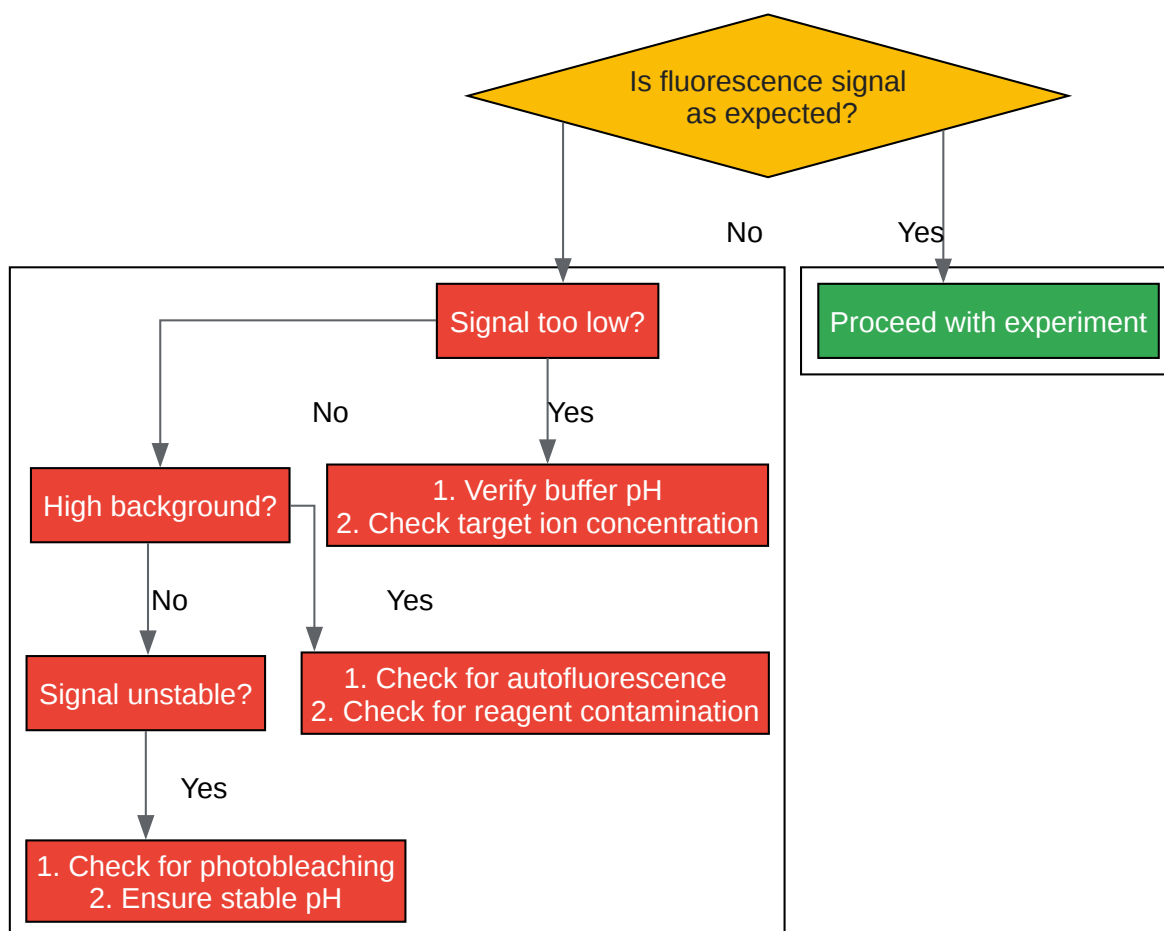 Is fluorescence signal
as expected?
No
Yes
Signal too low?
Proceed with experiment
No
Yes
High background?
1. Verify buffer pH
2. Check target ion concentration
No
Yes
Signal unstable?
1. Check for autofluorescence
2. Check for reagent contamination
Yes
1. Check for photobleaching
2. Ensure stable pH